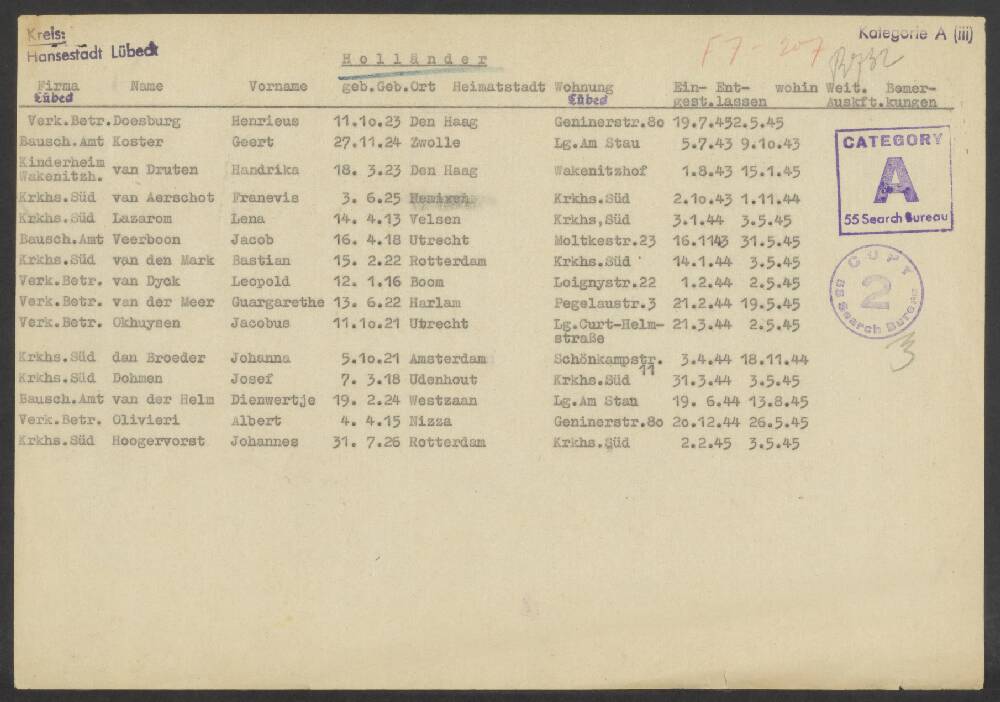 Kreis:
Hansestadt Lübeck
Kategorie A (iii)
F7 207
Holländer
Firma Name Vorname geb. Geb.Ort Heimatstadt Wohnung Ein- Ent- wohin Weit. Bemer-
Lübeck Lübeck gest. lassen Auskft. kungen
Verk.Betr. Doesburg Henrieus 11.10.23 Den Haag Geninerstr.80 19.7.45 2.5.45
Bausch.Amt Koster Geert 27.11.24 Zwolle Lg.Am Stau 5.7.43 9.10.43
Kinderheim
Wakenitzh. van Druten Handrika 18. 3.23 Den Haag Wakenitzhof 1.8.43 15.1.45
Krkhs.Süd van Aerschot Franevis 3. 6.25 Krkhs.Süd 2.10.43 1.11.44
Krkhs.Süd Lazarom Lena 14. 4.13 Velsen Krkhs,Süd 3.1.44 3.5.45
Bausch.Amt Veerboon Jacob 16. 4.18 Utrecht Moltkestr.23 16.1143 31.5.45
Krkhs.Süd van den Mark Bastian 15. 2.22 Rotterdam Krkhs.Süd 14.1.44 3.5.45
Verk.Betr. van Dyck Leopold 12. 1.16 Boom Loignystr.22 1.2.44 2.5.45
Verk.Betr. van der Meer Guargarethe 13. 6.22 Harlam Pegelaustr.3 21.2.44 19.5.45
Verk.Betr. Okhuysen Jacobus 11.10.21 Utrecht Lg.Curt-Helm- 21.3.44 2.5.45
straße
Krkhs.Süd dan Broeder Johanna 5.10.21 Amsterdam Schönkampstr. 3.4.44 18.11.44
11
Krkhs.Süd Dohmen Josef 7. 3.18 Udenhout Krkhs.Süd 31.3.44 3.5.45
Bausch.Amt van der Helm Dienwertje 19. 2.24 Westzaan Lg.Am Stau 19. 6.44 13.8.45
Verk.Betr. Olivieri Albert 4. 4.15 Nizza Geninerstr.80 20.12.44 26.5.45
Krkhs.Süd Hoogervorst Johannes 31. 7.26 Rotterdam Krkhs.Süd 2.2.45 3.5.45
CATEGORY
A
55 Search Bureau
COPY
2
SS Search Bureau
3